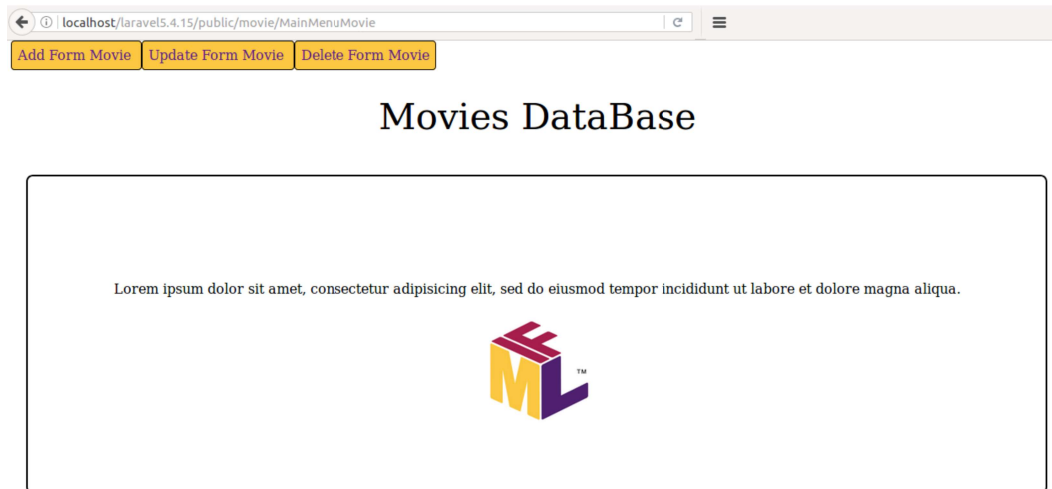 localhost/laravel5.4.15/public/movie/MainMenuMovie
Add Form Movie Update Form Movie Delete Form Movie
Movies DataBase
Lorem ipsum dolor sit amet, consectetur adipisicing elit, sed do eiusmod tempor incididunt ut labore et dolore magna aliqua.
MFL
TM